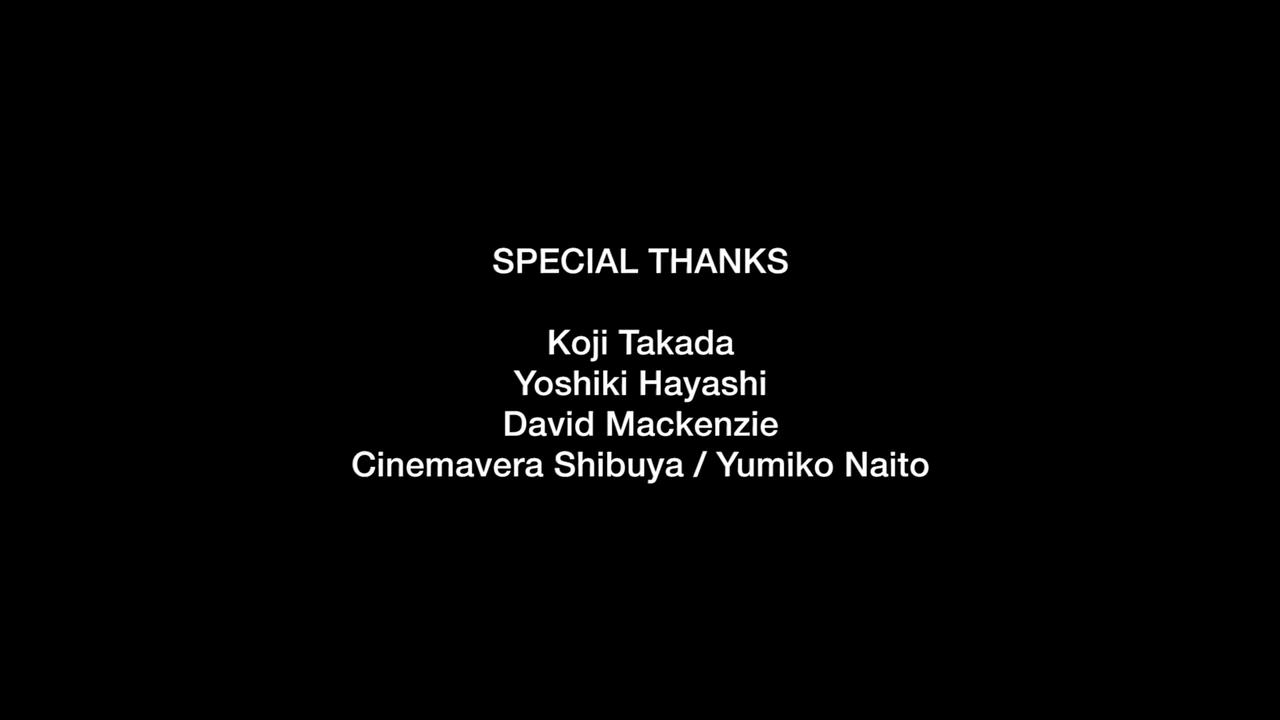 SPECIAL THANKS
Koji Takada
Yoshiki Hayashi
David Mackenzie
Cinemavera Shibuya / Yumiko Naito